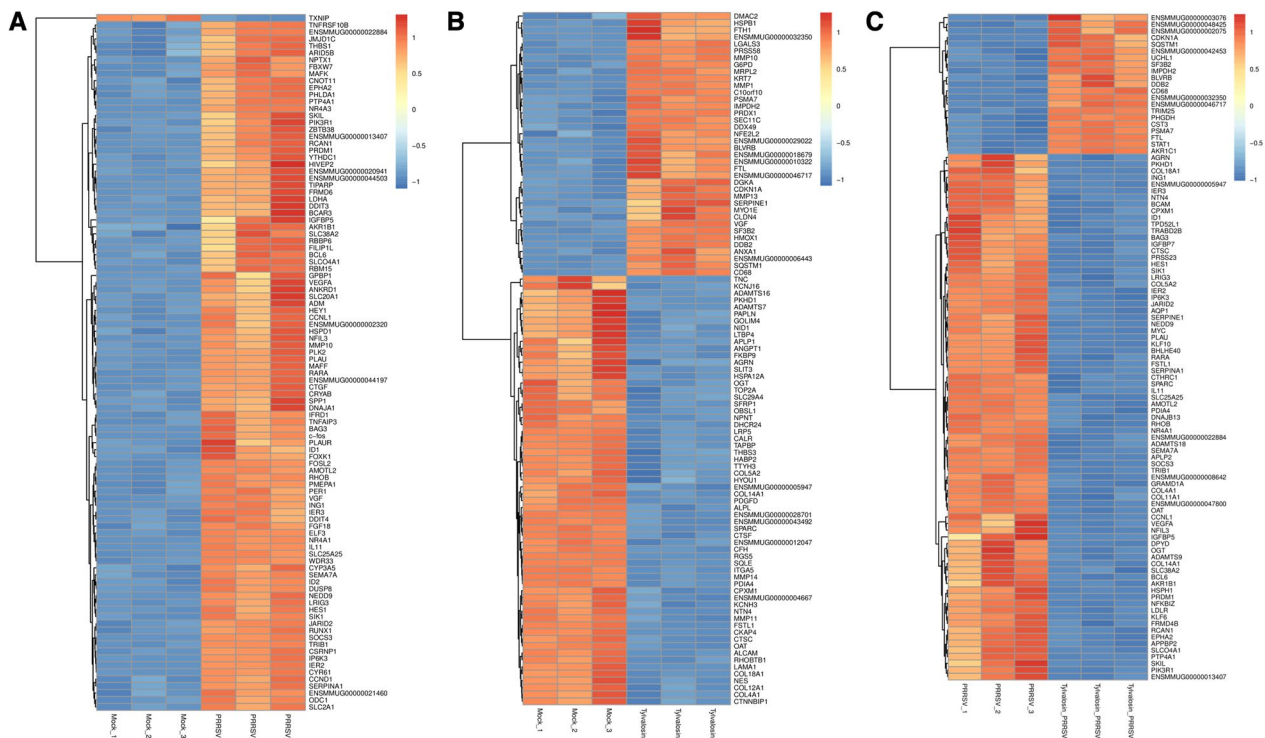 A
TXNIP
TNFRSF10B
ENSMMUG00000022884
JMJD1C
THBS1
ARID5B
NPTX1
FBXW7
MAFK
CNOT11
EPHA2
PHLDA1
PTP4A1
NR4A3
SKIL
PIK3R1
ZBTB38
ENSMMUG00000013407
RCAN1
PRDM1
YTHDC1
HIVEP2
ENSMMUG00000020941
ENSMMUG00000044503
TIPARP
FRMD6
LDHA
DDIT3
BCAR3
IGFBP5
AKR1B1
SLC38A2
RBBP6
FILIP1L
BCL6
SLCO4A1
RBM15
GPBP1
VEGFA
ANKRD1
SLC20A1
ADM
HEY1
CCNL1
ENSMMUG00000002320
HSPD1
NFIL3
MMP10
PLK2
PLAU
MAFF
RARA
ENSMMUG00000044197
CTGF
CRYAB
SPP1
DNAJA1
IFRD1
TNFAIP3
BAG3
c-fos
PLAUR
ID1
FOXK1
FOSL2
AMOTL2
RHOB
PMEPA1
PER1
VGF
ING1
IER3
DDIT4
FGF18
ELF3
NR4A1
IL11
SLC25A25
WDR33
CYP3A5
SEMA7A
ID2
DUSP8
NEDD9
LRIG3
HES1
SIK1
JARID2
RUNX1
SOCS3
TRIB1
CSRNP1
IP6K3
IER2
CYR61
CCND1
SERPINA1
ENSMMUG00000021460
ODC1
SLC2A1
1
0.5
0
−0.5
−1
Mock_1
Mock_2
Mock_3
PRRSV
PRRSV
PRRSV
B
DMAC2
HSPB1
FTH1
ENSMMUG00000032350
LGALS3
PRSS58
MMP10
G6PD
MRPL2
KRT7
MMP1
C10orf10
PSMA7
IMPDH2
PRDX1
SEC11C
DDX49
NFE2L2
ENSMMUG00000029022
BLVRB
ENSMMUG00000018679
ENSMMUG00000010322
FTL
ENSMMUG00000046717
DGKA
CDKN1A
MMP13
SERPINE1
MYO1E
CLDN4
VGF
SF3B2
HMOX1
DDB2
ANXA1
ENSMMUG00000006443
SQSTM1
CD68
TNC
KCNJ16
ADAMTS16
PKHD1
ADAMTS7
PAPLN
GOLIM4
NID1
LTBP4
APLP1
ANGPT1
FKBP9
AGRN
SLIT3
HSPA12A
OGT
TOP2A
SLC29A4
SFRP1
OBSL1
NPNT
DHCR24
LRP5
CALR
TAPBP
THBS3
HABP2
TTYH3
COL5A2
HYOU1
ENSMMUG00000005947
COL14A1
PDGFD
ALPL
ENSMMUG00000028701
ENSMMUG00000043492
SPARC
CTSF
ENSMMUG00000012047
CFH
RGS5
SQLE
ITGA5
MMP14
PDIA4
CPXM1
ENSMMUG00000004667
KCNH3
NTN4
MMP11
FSTL1
CKAP4
CTSC
OAT
ALCAM
RHOBTB1
LAMA1
COL18A1
NES
COL12A1
COL4A1
CTNNBIP1
1
0.5
0
−0.5
−1
Mock_1
Mock_2
Mock_3
Tylvalosin
Tylvalosin
Tylvalosin
C
ENSMMUG00000003076
ENSMMUG00000048425
ENSMMUG00000002075
CDKN1A
SQSTM1
ENSMMUG00000042453
UCHL1
SF3B2
IMPDH2
BLVRB
DDB2
CD68
ENSMMUG00000032350
ENSMMUG00000046717
TRIM25
PHGDH
CST3
PSMA7
FTL
STAT1
AKR1C1
AGRN
PKHD1
COL18A1
ING1
ENSMMUG00000005947
IER3
NTN4
BCAM
CPXM1
ID1
TPD52L1
TRABD2B
BAG3
IGFBP7
CTSC
PRSS23
HES1
SIK1
LRIG3
COL5A2
IER2
IP6K3
JARID2
AQP1
SERPINE1
NEDD9
MYC
PLAU
KLF10
BHLHE40
RARA
FSTL1
SERPINA1
CTHRC1
SPARC
IL11
SLC25A25
AMOTL2
PDIA4
DNAJB13
RHOB
NR4A1
ENSMMUG00000022884
ADAMTS18
SEMA7A
APLP2
SOCS3
TRIB1
ENSMMUG00000008642
GRAMD1A
COL4A1
COL11A1
ENSMMUG00000047800
OAT
CCNL1
VEGFA
NFIL3
IGFBP5
DPYD
OGT
ADAMTS9
COL14A1
SLC38A2
BCL6
AKR1B1
HSPH1
PRDM1
NFKBIZ
LDLR
KLF6
FRMD4B
RCAN1
EPHA2
APPBP2
SLCO4A1
PTP4A1
SKIL
PIK3R1
ENSMMUG00000013407
1
0.5
0
−0.5
−1
PRRSV_1
PRRSV_2
PRRSV_3
Tylvalosin_PRRSV
Tylvalosin_PRRSV
Tylvalosin_PRRSV